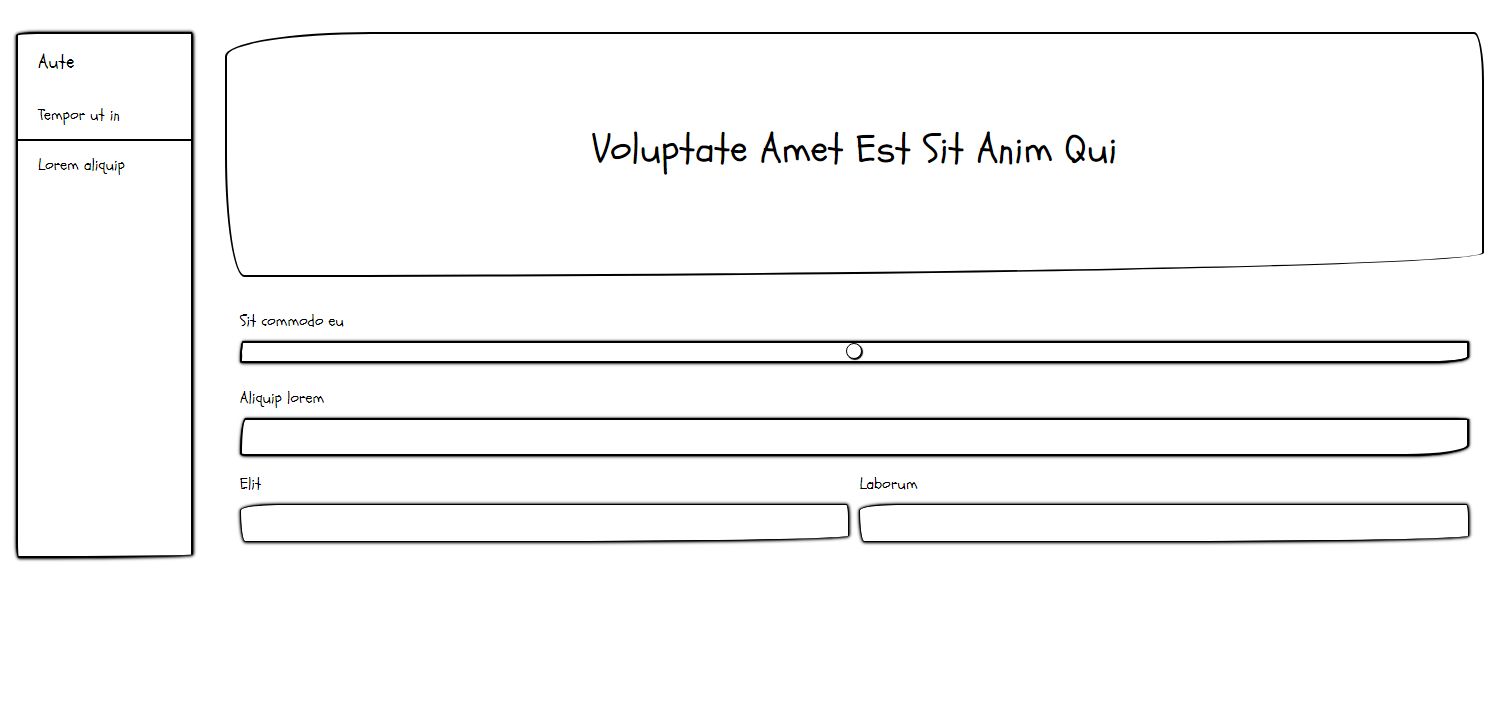 Aute
Tempor ut in
Lorem aliquip
Voluptate Amet Est Sit Anim Qui
Sit commodo eu
Aliquip lorem
Elit
Laborum